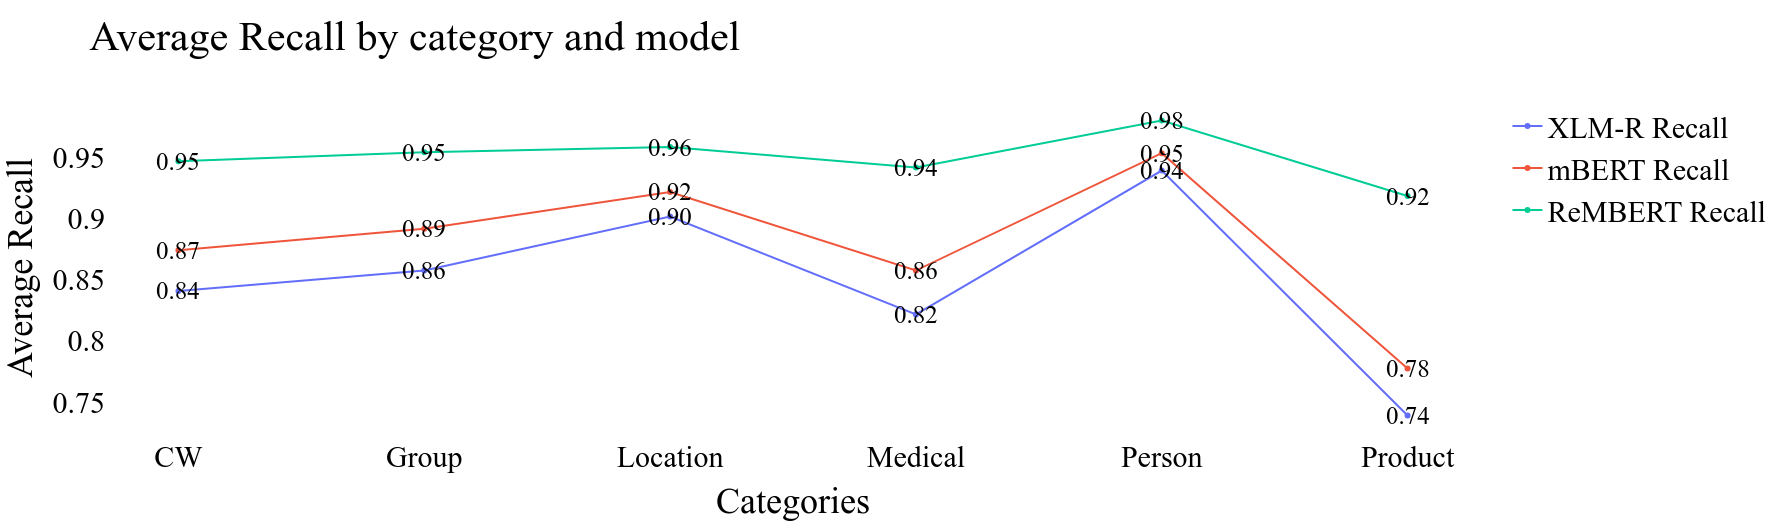 Average Recall by category and model
Average Recall
0.95
0.9
0.85
0.8
0.75
0.95 0.95 0.96 0.94 0.98 0.92
0.87 0.89 0.92 0.86 0.95 0.78
0.84 0.86 0.90 0.82 0.94 0.74
CW Group Location Medical Person Product
Categories
XLM-R Recall
mBERT Recall
ReMBERT Recall